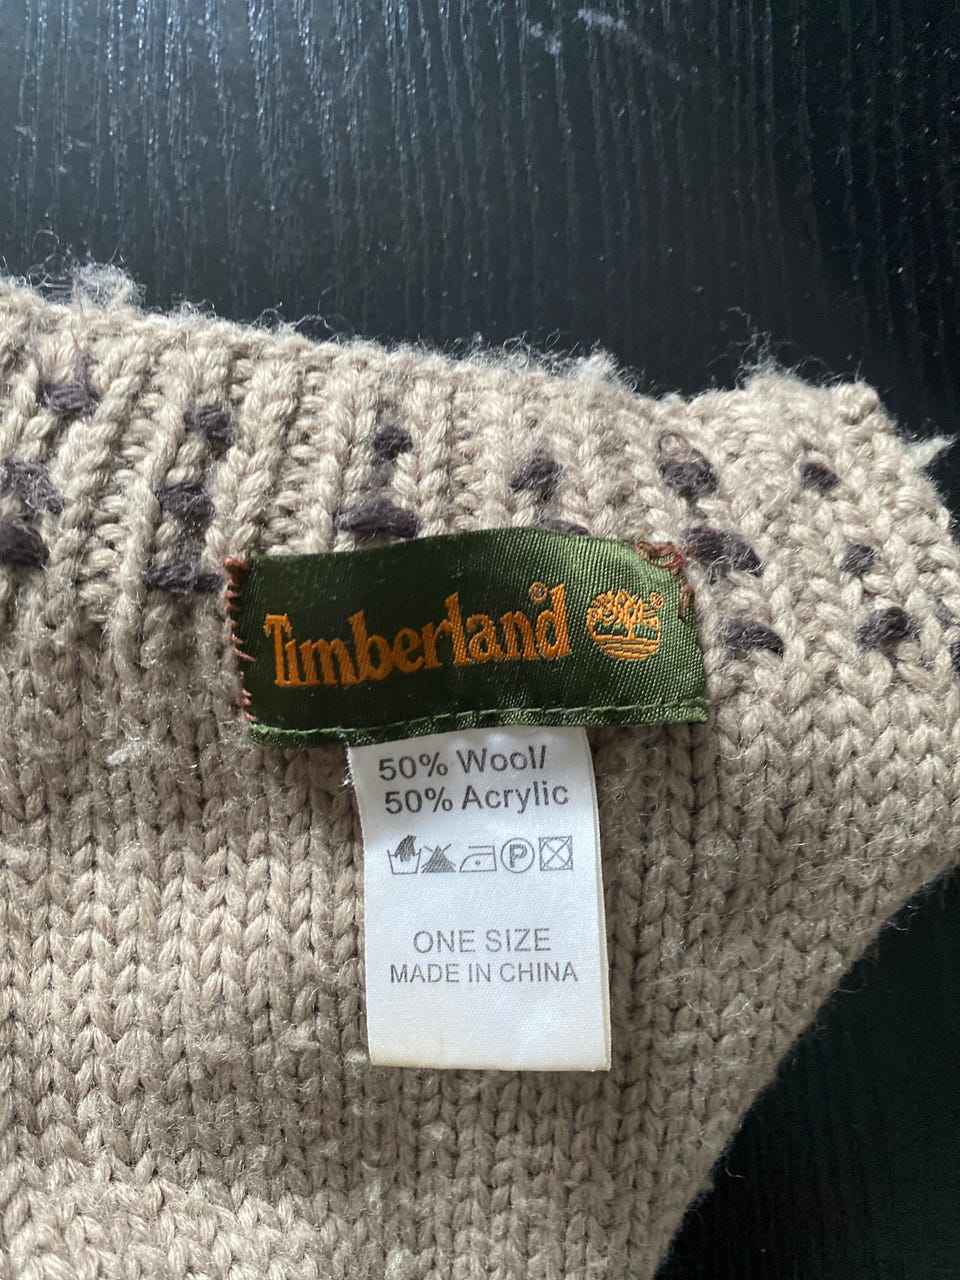 Timberland®
50% Wool/
50% Acrylic
P
ONE SIZE
MADE IN CHINA